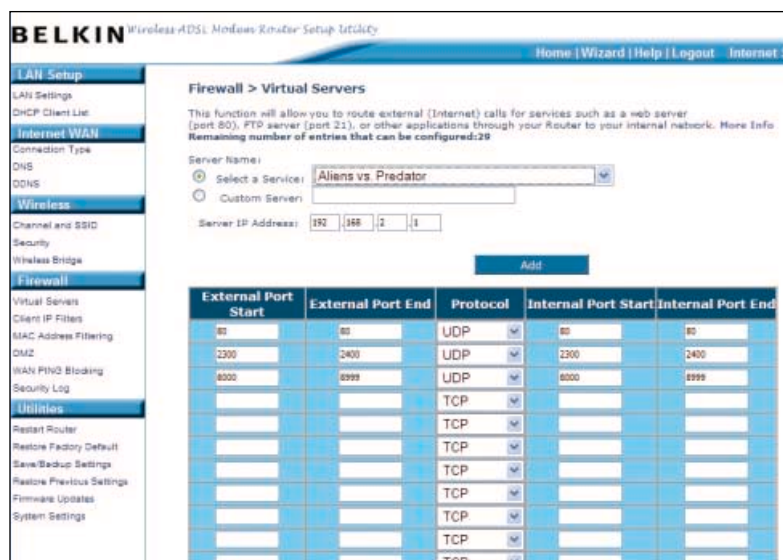 BELKIN Wireless ADSL Modem Router Setup Utility
Home | Wizard | Help | Logout Internet
LAN Setup
LAN Settings
DHCP Client List
Internet WAN
Connection Type
DNS
DDNS
Wireless
Channel and SSID
Security
Wireless Bridge
Firewall
Virtual Servers
Client IP Filters
MAC Address Filtering
DMZ
WAN PING Blocking
Security Log
Utilities
Restart Router
Restore Factory Default
Save/Backup Settings
Restore Previous Settings
Firmware Updates
System Settings
Firewall > Virtual Servers
This function will allow you to route external (Internet) calls for services such as a web server
(port 80), FTP server (port 21), or other applications through your Router to your internal network. More Info
Remaining number of entries that can be configured:29
Server Name:
Select a Service: Aliens vs. Predator
Custom Server:
Server IP Address: 192 .168 .2 .1
Add
External Port Start External Port End Protocol Internal Port Start Internal Port End
80 80 UDP 80 80
2300 2400 UDP 2300 2400
8000 8999 UDP 8000 8999
TCP
TCP
TCP
TCP
TCP
TCP
TCP
TCP